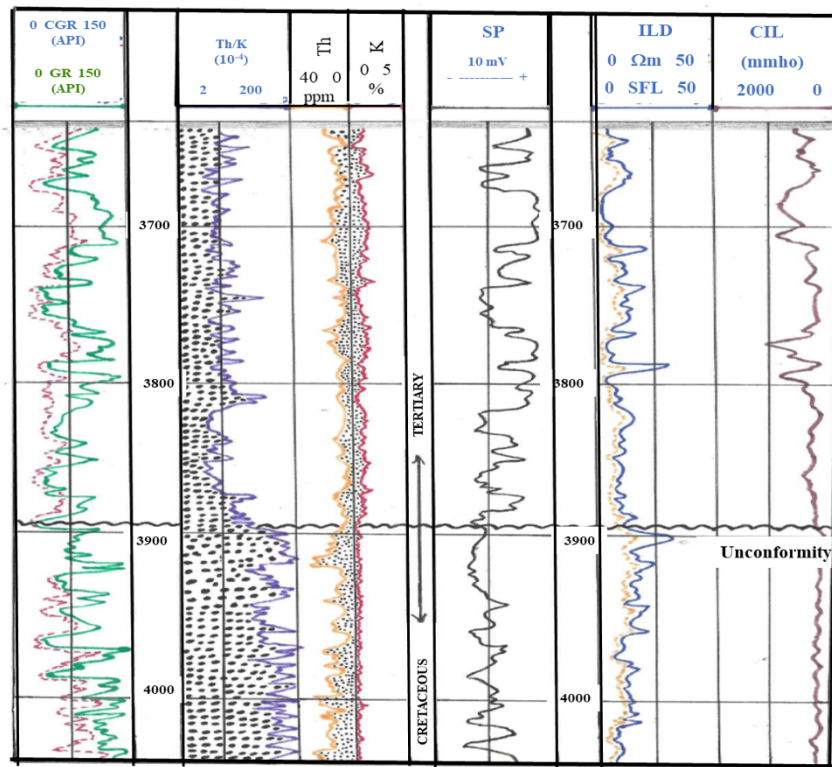 0 CGR 150
(API)
0 GR 150
(API)
Th/K
(10⁻⁴)
2 200
Th
40 0
ppm
K
0 5
%
SP
10 mV
- ---------- +
ILD
0 Ωm 50
0 SFL 50
CIL
(mmho)
2000 0
3700
3700
3800
3800
TERTIARY
3900
3900
Unconformity
CRETACEOUS
4000
4000